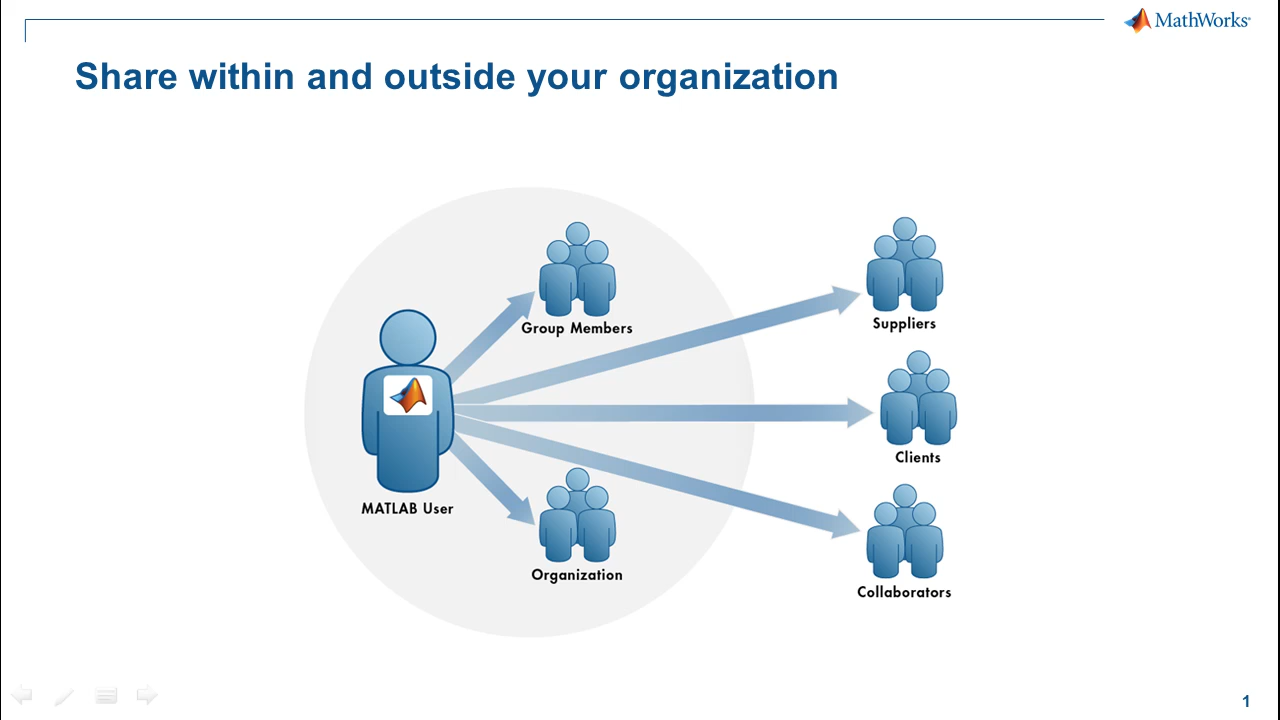 MathWorks®
Share within and outside your organization
Group Members
Suppliers
Clients
MATLAB User
Organization
Collaborators
1